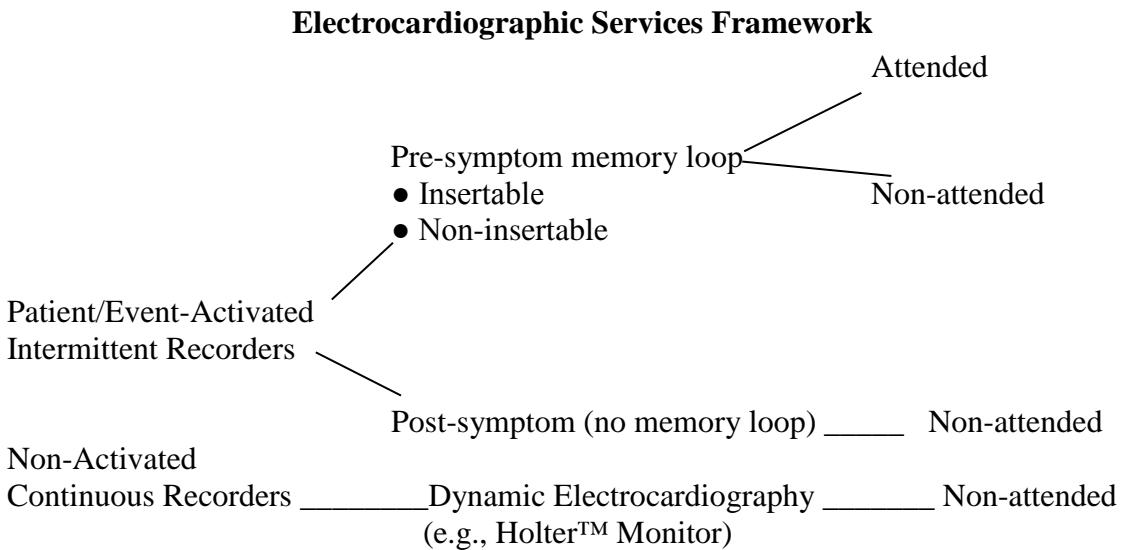 Electrocardiographic Services Framework
Attended
Pre-symptom memory loop
● Insertable Non-attended
● Non-insertable
Patient/Event-Activated
Intermittent Recorders
Post-symptom (no memory loop) _____ Non-attended
Non-Activated
Continuous Recorders ________Dynamic Electrocardiography _______ Non-attended
(e.g., Holter™ Monitor)